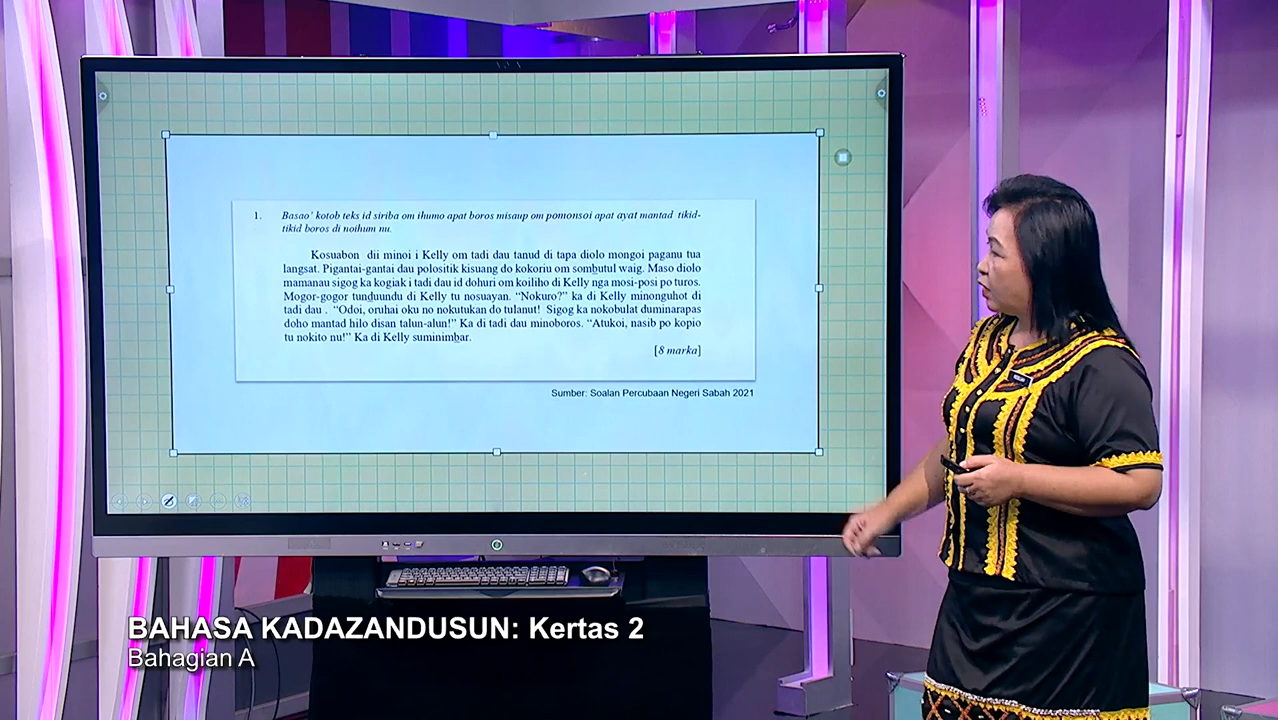 1. Basao' kotob teks id siriba om ihumo apat boros misaup om pomonsoi apat ayat mantad tikid-
tikid boros di noihum nu.
Kosuabon dii minoi i Kelly om tadi dau tanud di tapa diolo mongoi paganu tua
langsat. Pigantai-gantai dau polositik kisuang do kokoriu om sombutul waig. Maso diolo
mamanau sigog ka kogiak i tadi dau id dohuri om koiliho di Kelly nga mosi-posi po turos.
Mogor-gogor tunduundu di Kelly tu nosuayan. “Nokuro?” ka di Kelly minonguhot di
tadi dau . “Odoi, oruhai oku no nokutukan do tulanut! Sigog ka nokobulat duminarapas
doho mantad hilo disan talun-alun!” Ka di tadi dau minoboros. “Atukoi, nasib po kopio
tu nokito nu!” Ka di Kelly suminimbar.
[8 marka]
Sumber: Soalan Percubaan Negeri Sabah 2021
BAHASA KADAZANDUSUN: Kertas 2
Bahagian A